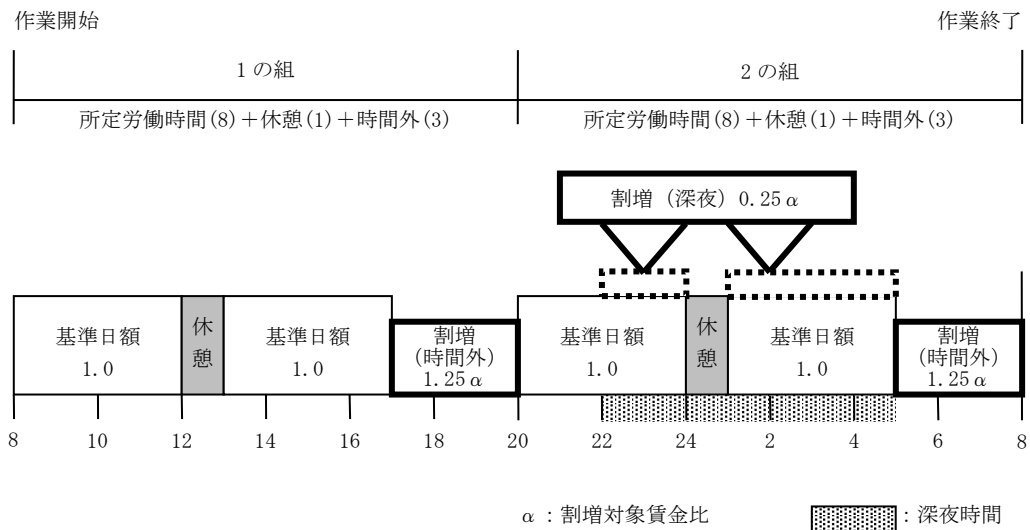 作業開始 作業終了
1の組 2の組
所定労働時間(8)+休憩(1)+時間外(3) 所定労働時間(8)+休憩(1)+時間外(3)
割増（深夜）0.25α
基準日額
1.0
休
憩
基準日額
1.0
割増
(時間外)
1.25α
基準日額
1.0
休
憩
基準日額
1.0
割増
(時間外)
1.25α
8 10 12 14 16 18 20 22 24 2 4 6 8
α：割増対象賃金比 ：深夜時間